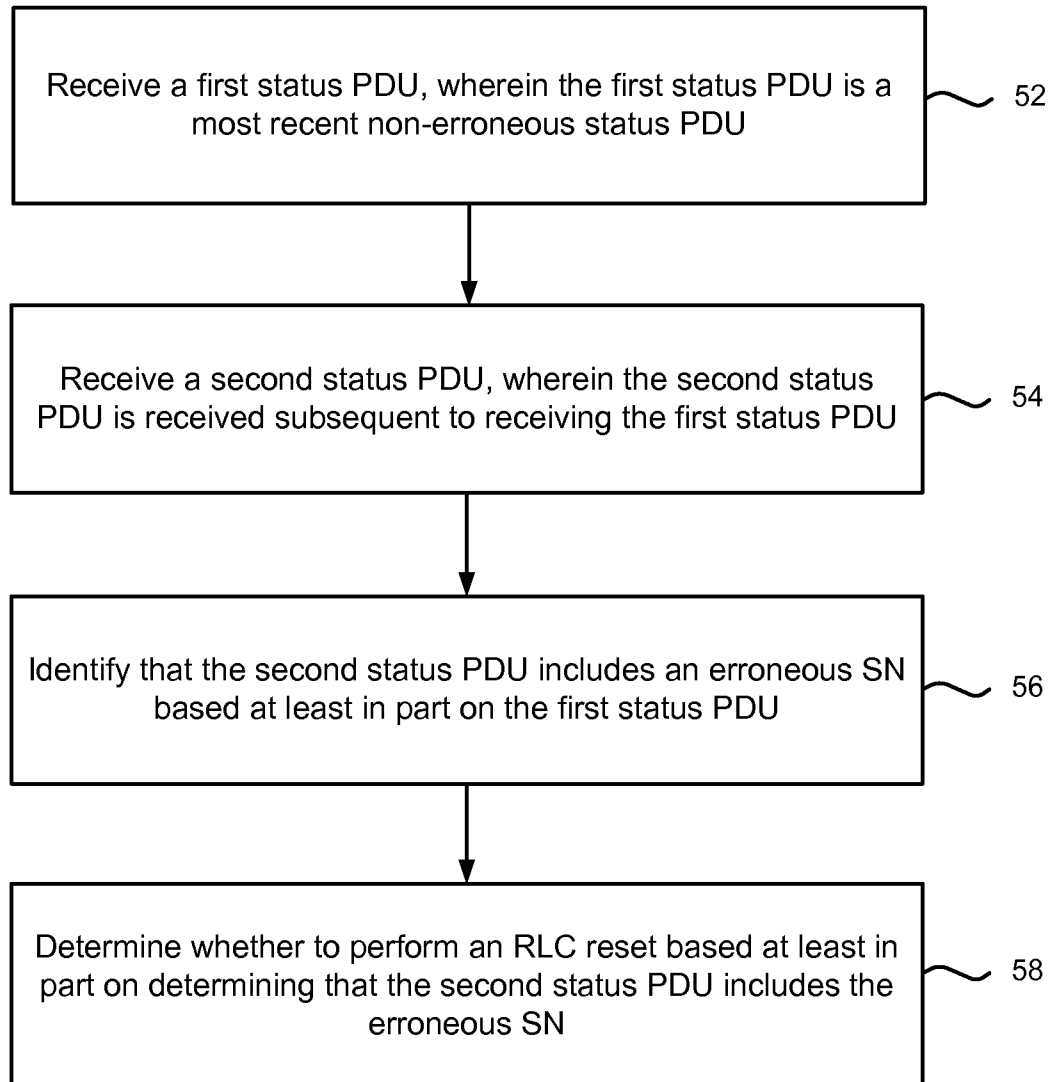 Receive a first status PDU, wherein the first status PDU is a
most recent non-erroneous status PDU
52
Receive a second status PDU, wherein the second status
PDU is received subsequent to receiving the first status PDU
54
Identify that the second status PDU includes an erroneous SN
based at least in part on the first status PDU
56
Determine whether to perform an RLC reset based at least in
part on determining that the second status PDU includes the
erroneous SN
58